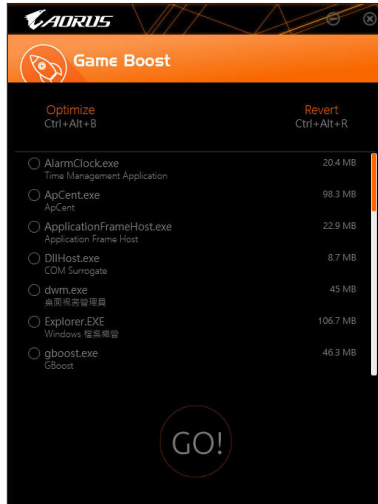 AORUS
Game Boost
Optimize Revert
Ctrl+Alt+B Ctrl+Alt+R
AlarmClock.exe 20.4 MB
Time Management Application
ApCent.exe 98.3 MB
ApCent
ApplicationFrameHost.exe 22.9 MB
Application Frame Host
DllHost.exe 8.7 MB
COM Surrogate
dwm.exe 45 MB
桌面視窗管理員
Explorer.EXE 106.7 MB
Windows 檔案總管
gboost.exe 46.3 MB
GBoost
GO!